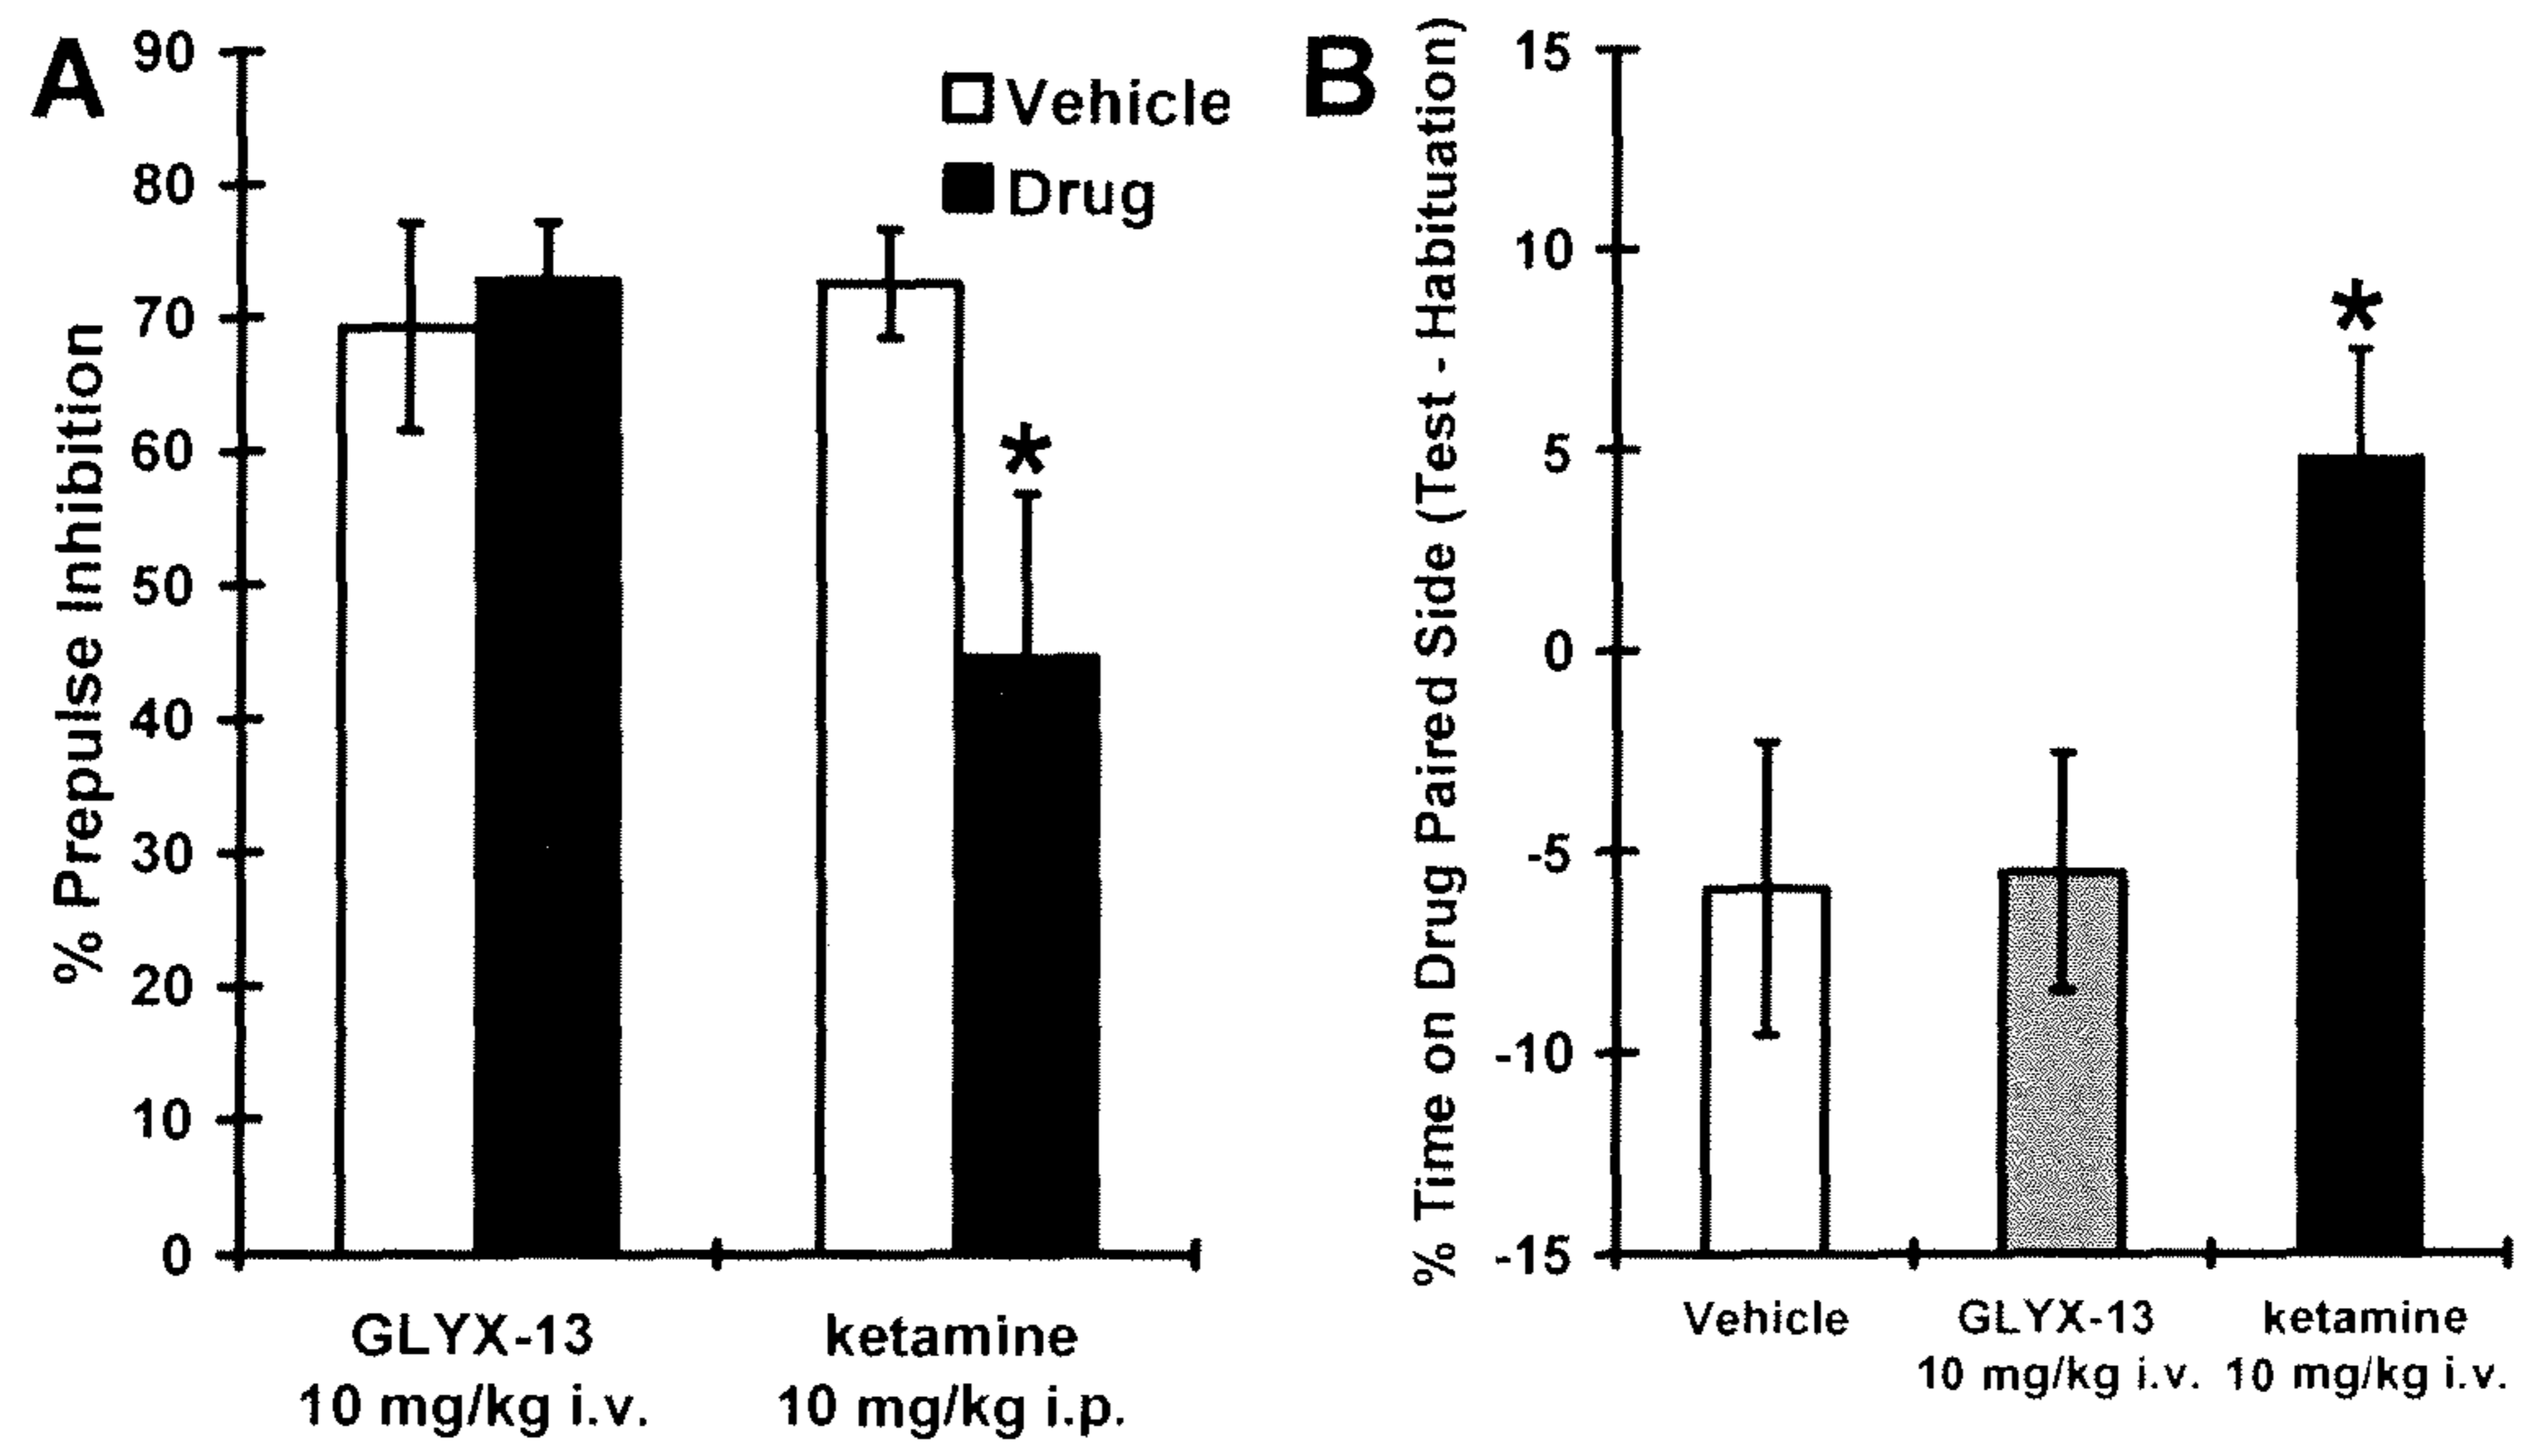 A
% Prepulse Inhibition
90
80
70
60
50
40
30
20
10
0
Vehicle
Drug
*
GLYX-13
10 mg/kg i.v.
ketamine
10 mg/kg i.p.
B
% Time on Drug Paired Side (Test - Habituation)
15
10
5
0
-5
-10
-15
*
Vehicle
GLYX-13
10 mg/kg i.v.
ketamine
10 mg/kg i.v.